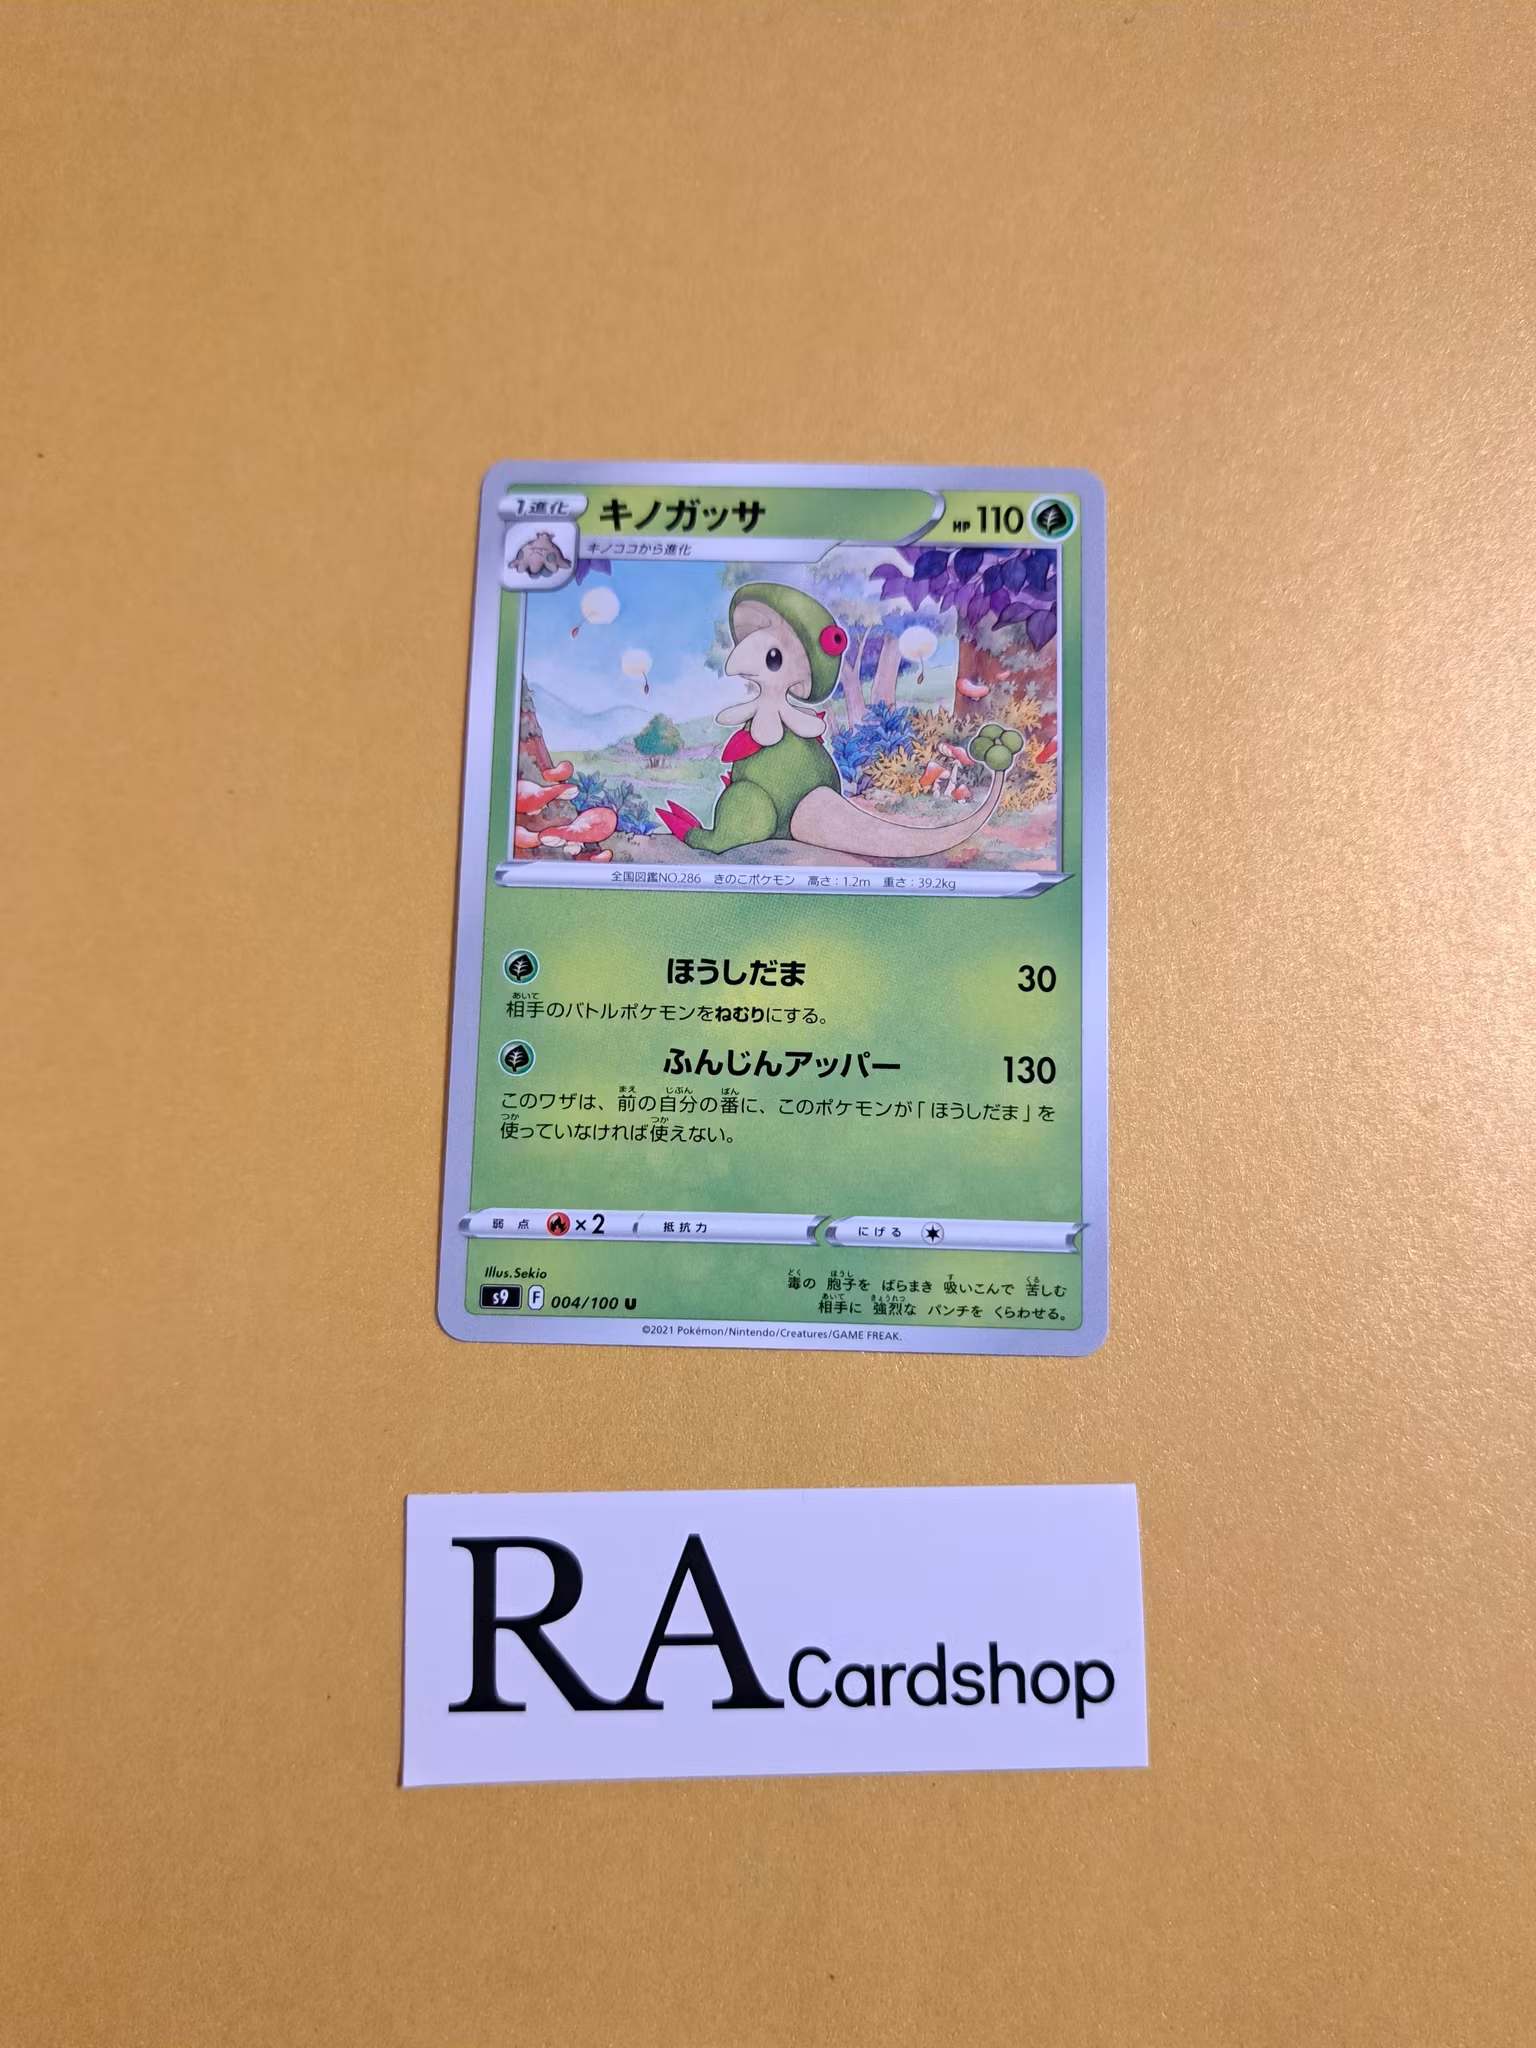 1進化 キノガッサ HP 110
キノココから進化
全国図鑑NO.286 きのこポケモン 高さ：1.2m 重さ：39.2kg
ほうしだま 30
相手のバトルポケモンをねむりにする。
ふんじんアッパー 130
このワザは、前の自分の番に、このポケモンが「ほうしだま」を
使っていなければ使えない。
弱点 ×2 抵抗力 にげる
Illus.Sekio
s9 F 004/100 U
毒の 胞子を ばらまき 吸いこんで 苦しむ
相手に 強烈な パンチを くらわせる。
©2021 Pokémon/Nintendo/Creatures/GAME FREAK.
RA Cardshop